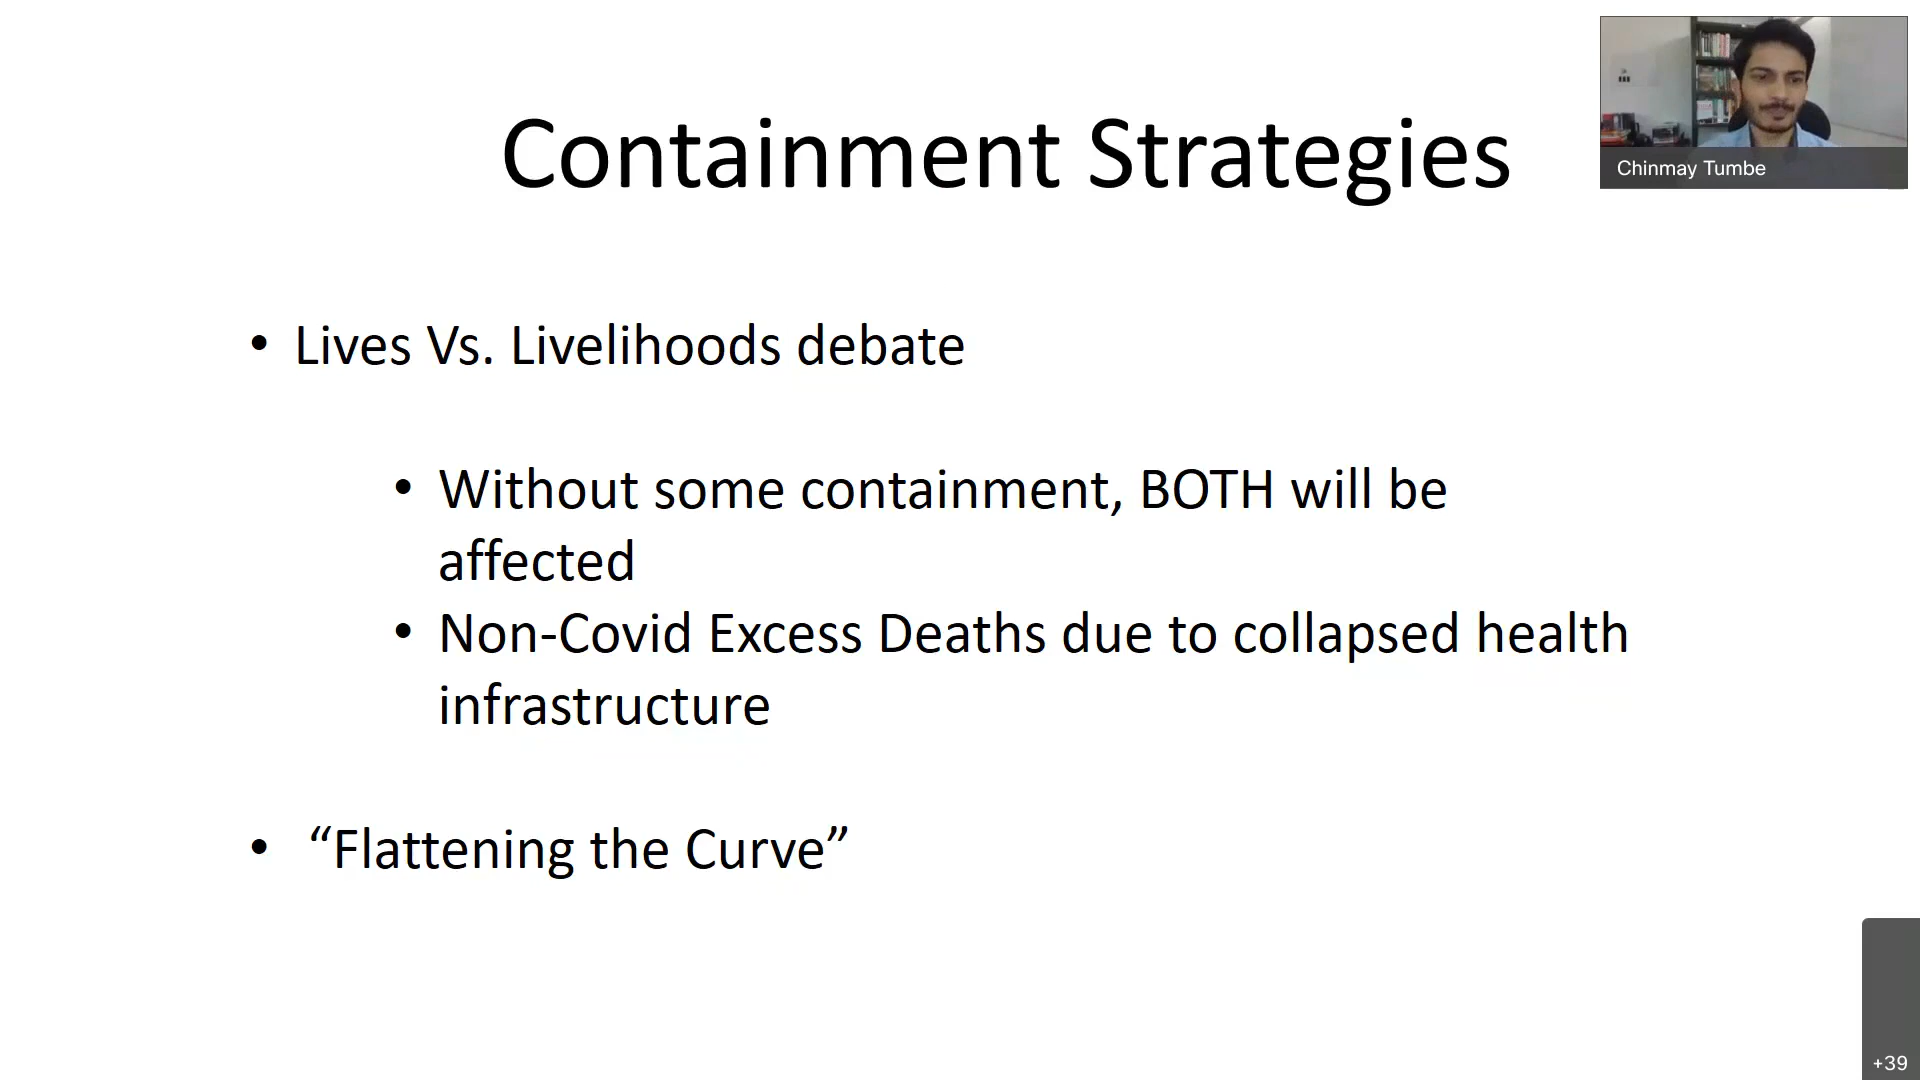 Containment Strategies
Chinmay Tumbe
• Lives Vs. Livelihoods debate
• Without some containment, BOTH will be
affected
• Non-Covid Excess Deaths due to collapsed health
infrastructure
• “Flattening the Curve”
+39